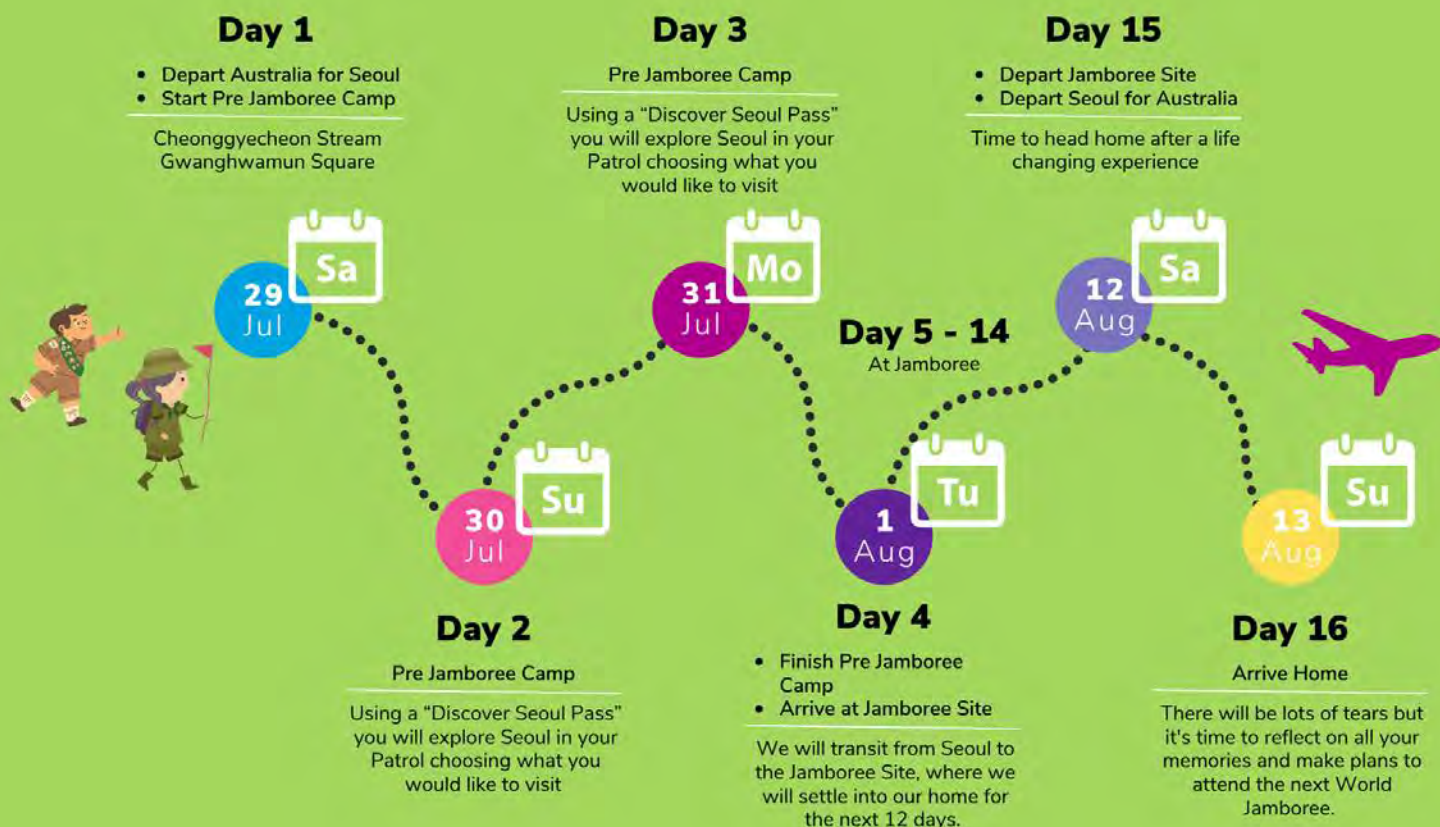 Day 1
• Depart Australia for Seoul
• Start Pre Jamboree Camp
Cheonggyecheon Stream
Gwanghwamun Square
Sa
29
Jul
Su
30
Jul
Day 2
Pre Jamboree Camp
Using a “Discover Seoul Pass”
you will explore Seoul in your
Patrol choosing what you
would like to visit
Day 3
Pre Jamboree Camp
Using a “Discover Seoul Pass”
you will explore Seoul in your
Patrol choosing what you
would like to visit
Mo
31
Jul
Tu
1
Aug
Day 4
• Finish Pre Jamboree
Camp
• Arrive at Jamboree Site
We will transit from Seoul to
the Jamboree Site, where we
will settle into our home for
the next 12 days.
Day 5 - 14
At Jamboree
Day 15
• Depart Jamboree Site
• Depart Seoul for Australia
Time to head home after a life
changing experience
Sa
12
Aug
Su
13
Aug
Day 16
Arrive Home
There will be lots of tears but
it's time to reflect on all your
memories and make plans to
attend the next World
Jamboree.